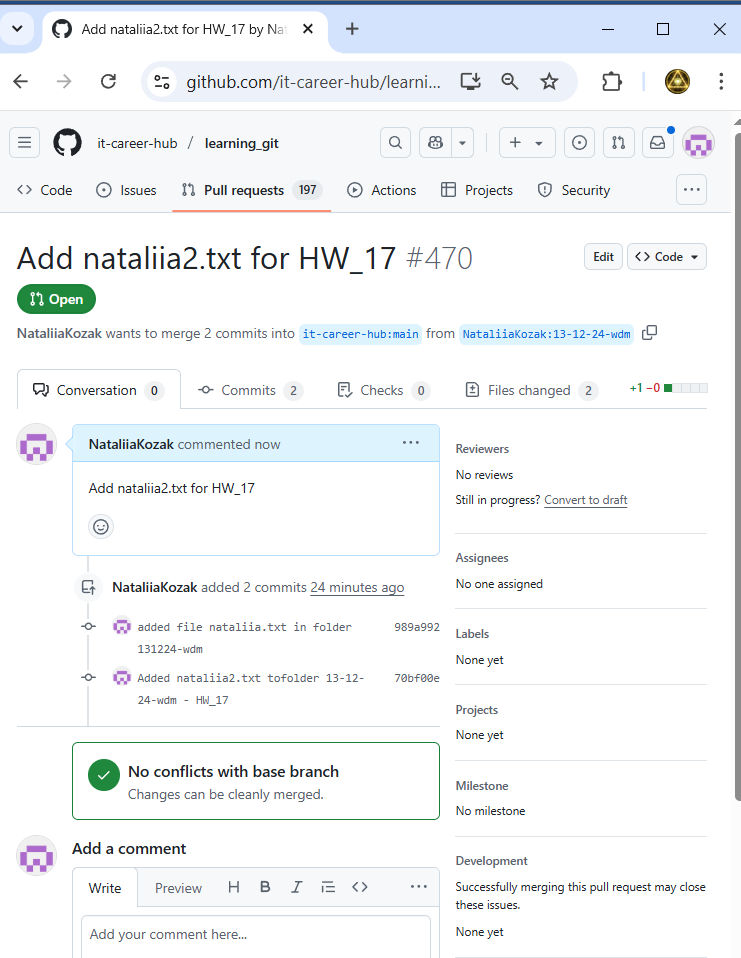 Add nataliia2.txt for HW_17 by Na
github.com/it-career-hub/learni...
it-career-hub / learning_git
Code Issues Pull requests 197 Actions Projects Security
Add nataliia2.txt for HW_17 #470
Edit Code
Open
NataliiaKozak wants to merge 2 commits into it-career-hub:main from NataliiaKozak:13-12-24-wdm
Conversation 0 Commits 2 Checks 0 Files changed 2 +1 −0
NataliiaKozak commented now
Add nataliia2.txt for HW_17
NataliiaKozak added 2 commits 24 minutes ago
added file nataliia.txt in folder 989a992
131224-wdm
Added nataliia2.txt tofolder 13-12- 70bf00e
24-wdm - HW_17
No conflicts with base branch
Changes can be cleanly merged.
Add a comment
Write Preview H B I
Add your comment here...
Reviewers
No reviews
Still in progress? Convert to draft
Assignees
No one assigned
Labels
None yet
Projects
None yet
Milestone
No milestone
Development
Successfully merging this pull request may close
these issues.
None yet